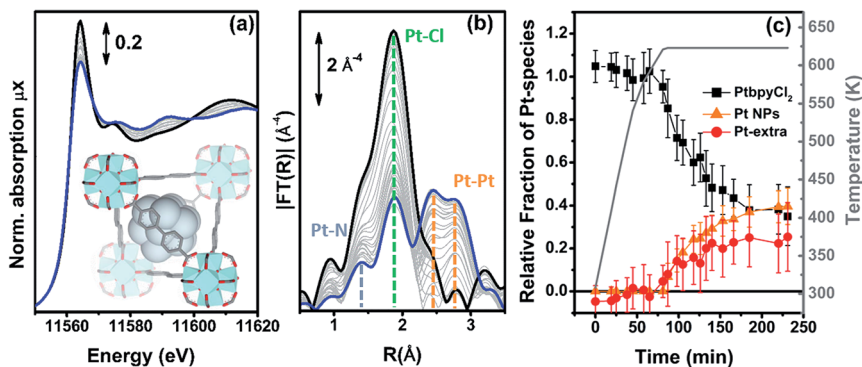 (a)
0.2
Norm. absorption μx
11560 11580 11600 11620
Energy (eV)
(b)
Pt-Cl
2 Å⁻⁴
Pt-Pt
Pt-N
|FT(R)| (Å⁻⁴)
1 2 3
R(Å)
(c)
1.2
1.0
0.8
0.6
0.4
0.2
0.0
Relative Fraction of Pt-species
PtbpyCl₂
Pt NPs
Pt-extra
650
600
550
500
450
400
350
300
Temperature (K)
0 50 100 150 200 250
Time (min)